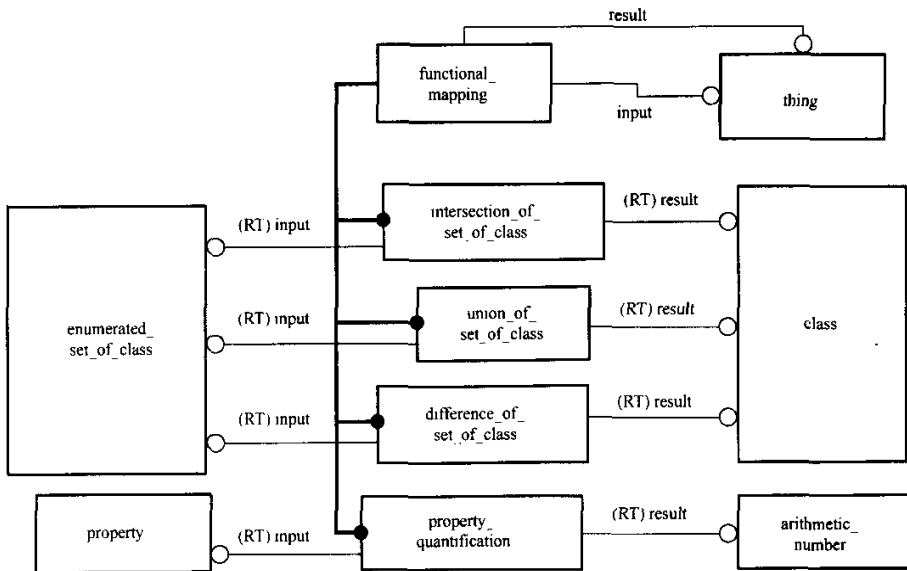 result
functional_
mapping
thing
input
intersection_of_
set_of_class
(RT) result
(RT) input
enumerated_
set_of_class
(RT) input
union_of_
set_of_class
(RT) result
class
(RT) input
difference_of_
set_of_class
(RT) result
property
(RT) input
property_
quantification
(RT) result
arithmetic_
number